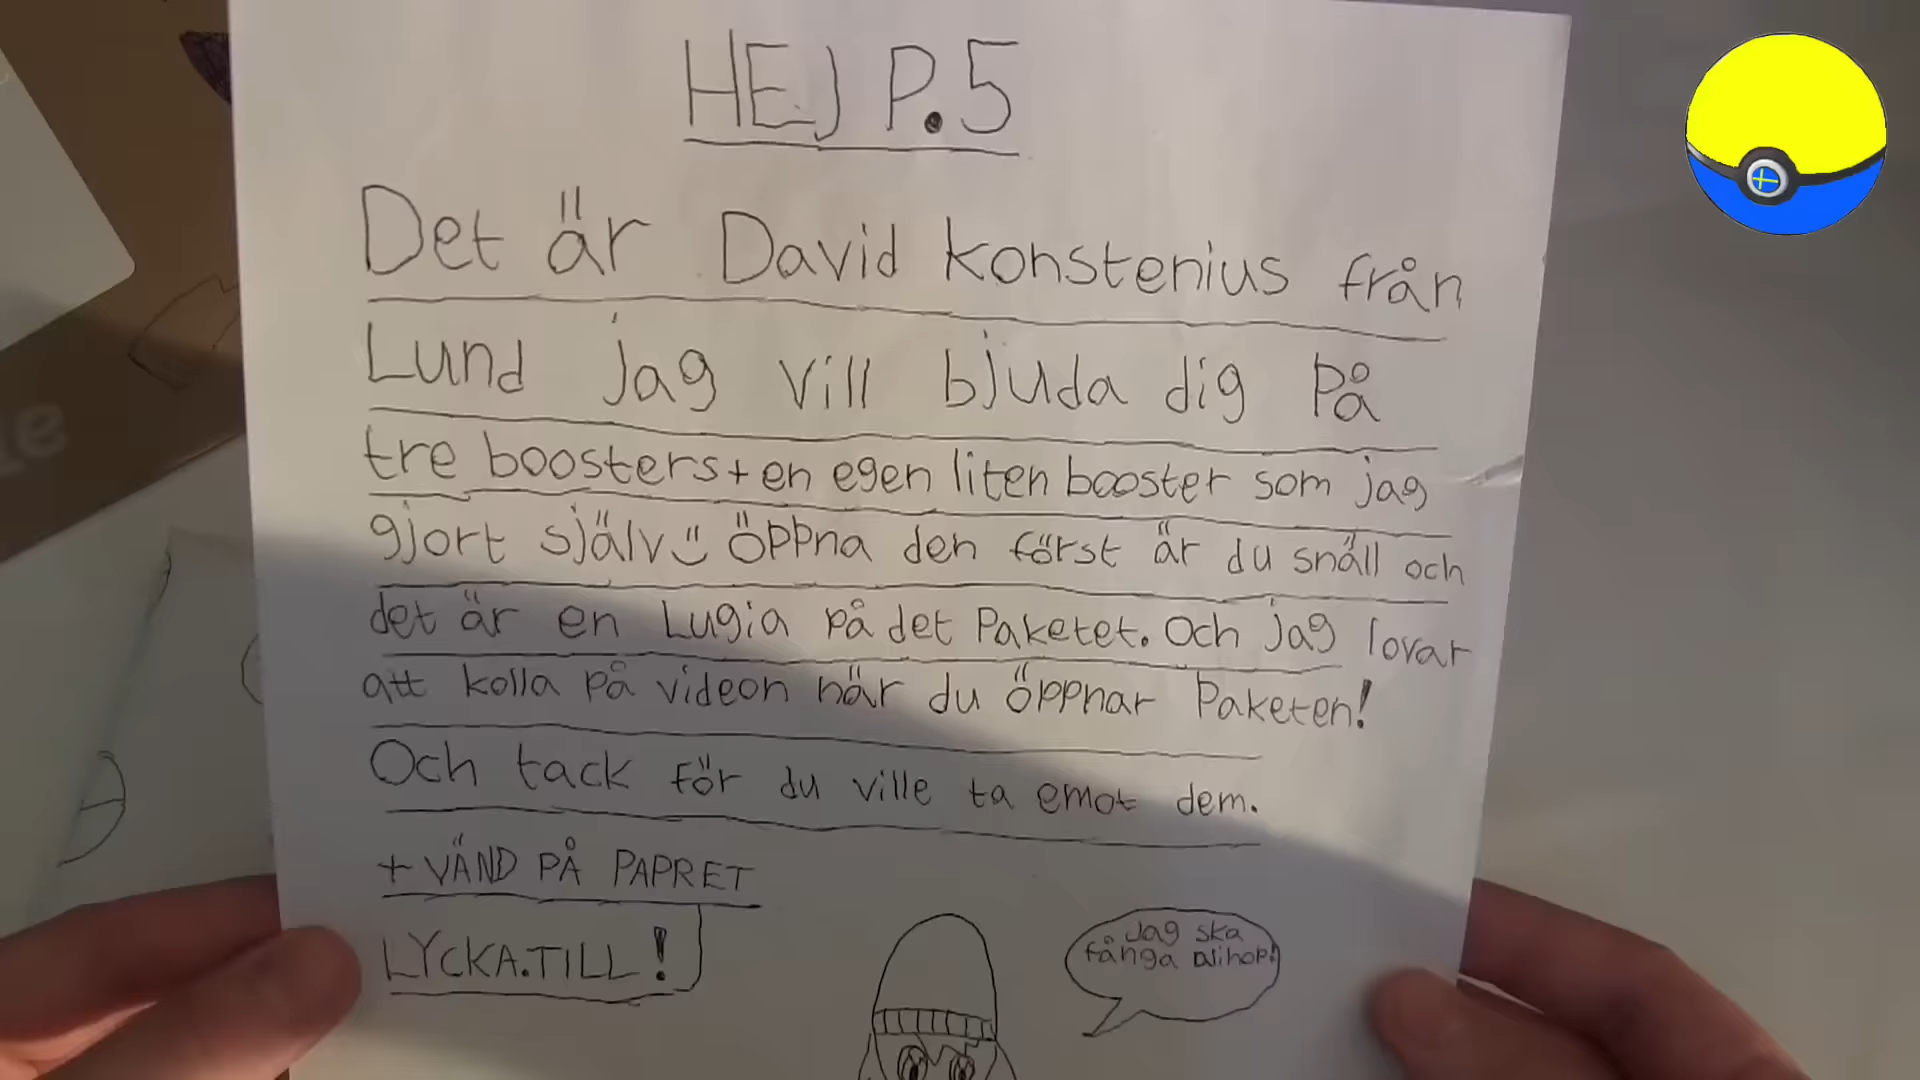 HEJ P.5
Det är David konstenius från
Lund jag vill bjuda dig på
tre boosters + en egen liten booster som jag
gjort själv ü öppna den först är du snäll och
det är en Lugia på det Paketet. Och jag lovar
att kolla på videon när du öppnar Paketen!
Och tack för du ville ta emot dem.
+ VÄND PÅ PAPRET
LYCKA.TILL!
Jag ska
fånga allihop!